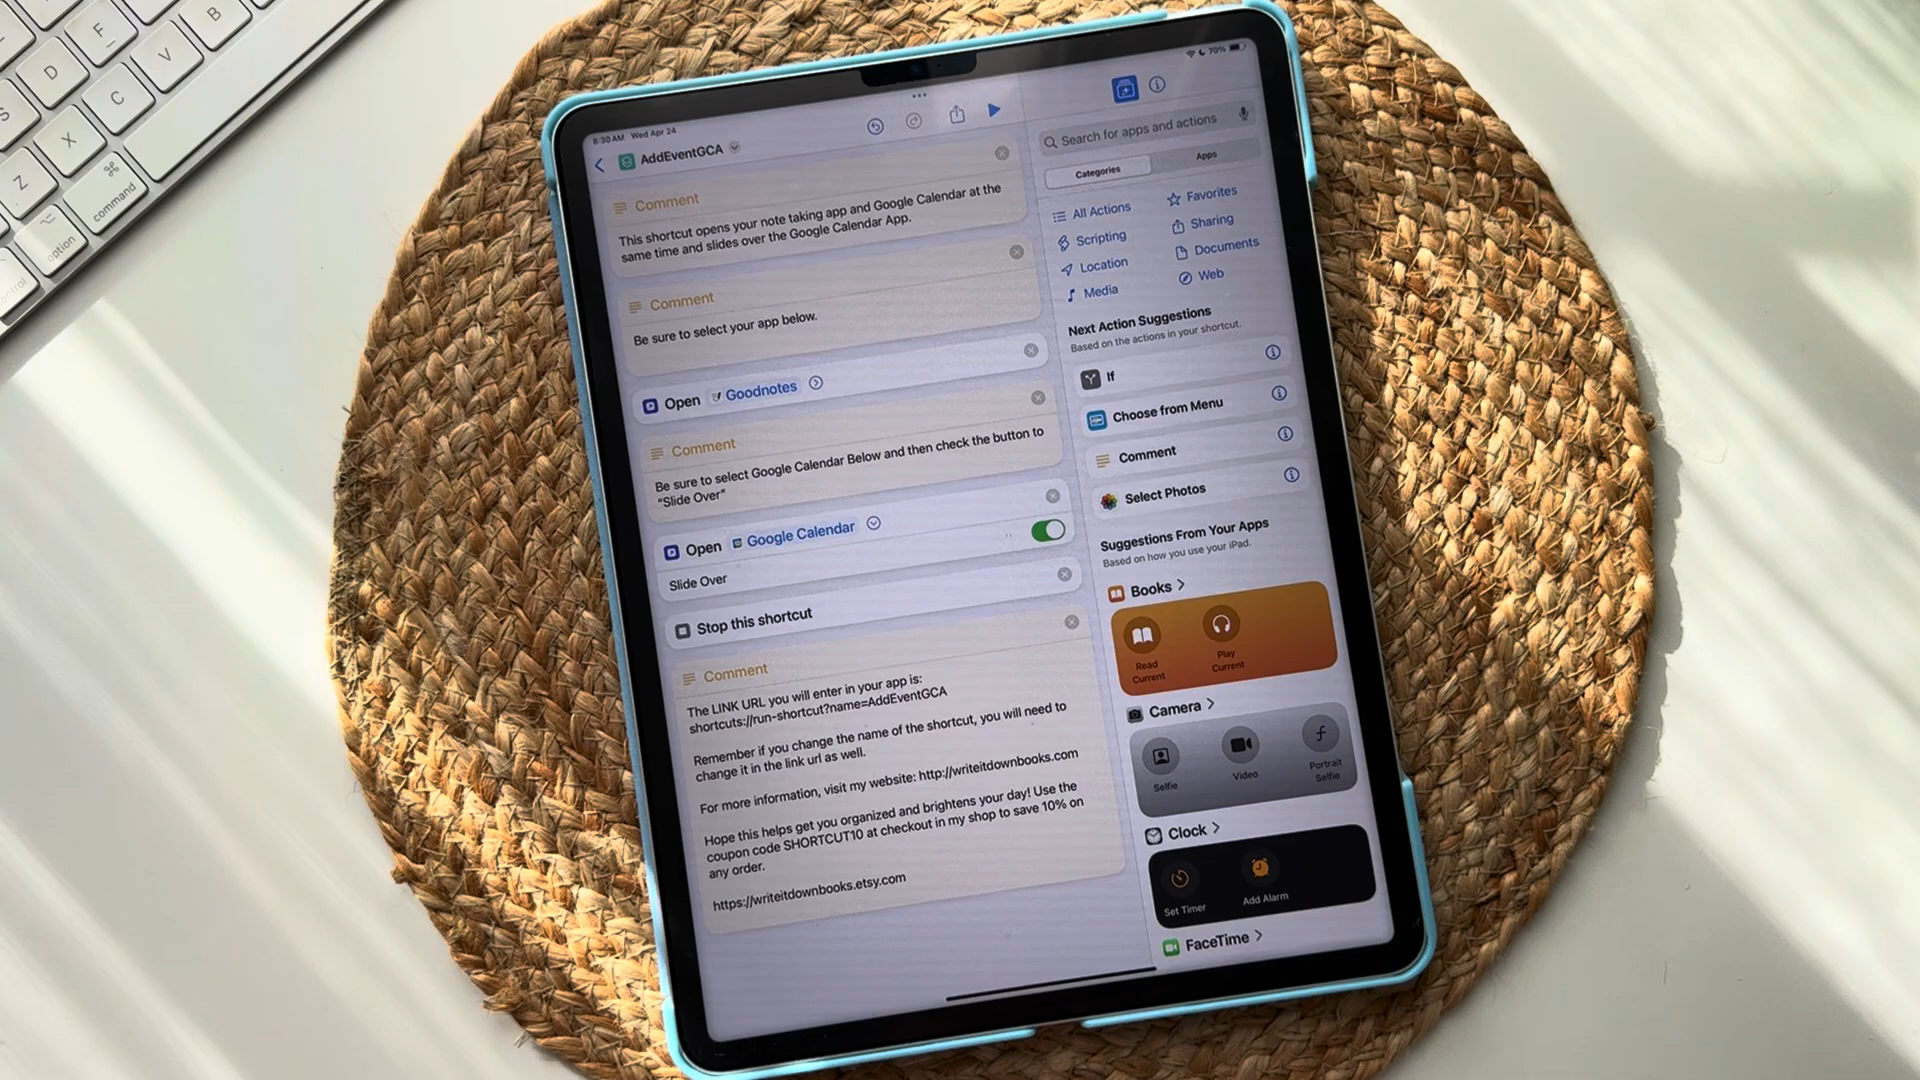 F
B
D
V
S
C
X
Z
⌘
command
⌥
option
8:30 AM Wed Apr 24
70%
AddEventGCA
Comment
This shortcut opens your note taking app and Google Calendar at the
same time and slides over the Google Calendar App.
Comment
Be sure to select your app below.
Open Goodnotes
Comment
Be sure to select Google Calendar Below and then check the button to
"Slide Over"
Open Google Calendar
Slide Over
Stop this shortcut
Comment
The LINK URL you will enter in your app is:
shortcuts://run-shortcut?name=AddEventGCA
Remember if you change the name of the shortcut, you will need to
change it in the link url as well.
For more information, visit my website: http://writeitdownbooks.com
Hope this helps get you organized and brightens your day! Use the
coupon code SHORTCUT10 at checkout in my shop to save 10% on
any order.
https://writeitdownbooks.etsy.com
Search for apps and actions
Categories
Apps
All Actions
Favorites
Scripting
Sharing
Location
Documents
Media
Web
Next Action Suggestions
Based on the actions in your shortcut.
If
Choose from Menu
Comment
Select Photos
Suggestions From Your Apps
Based on how you use your iPad.
Books
Read
Current
Play
Current
Camera
Selfie
Video
Portrait
Selfie
Clock
Set Timer
Add Alarm
FaceTime